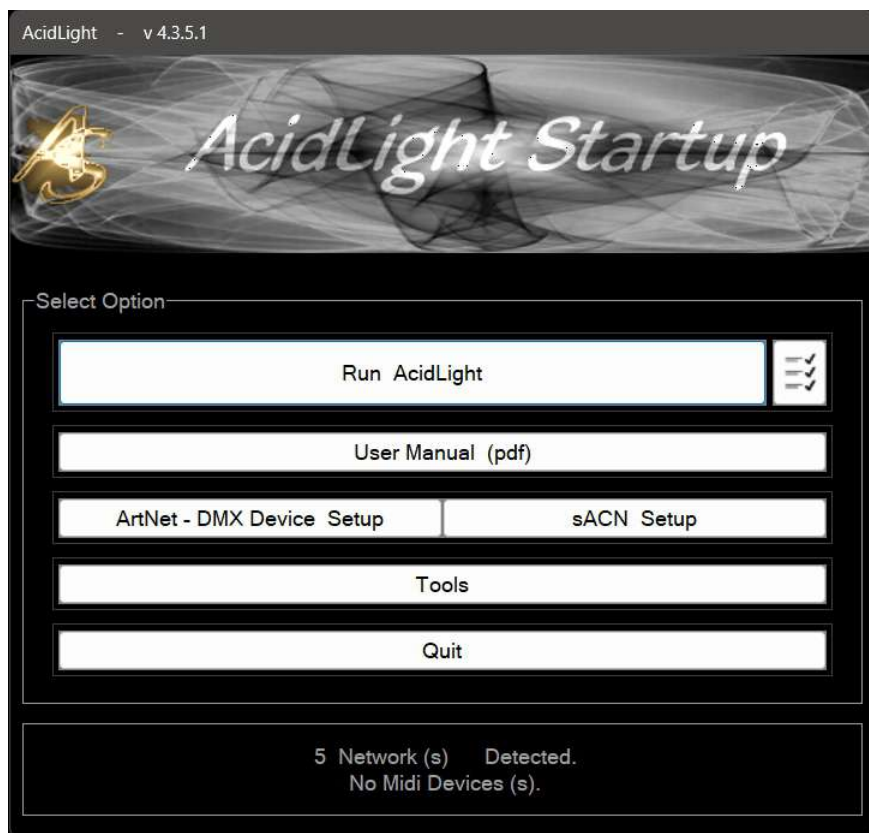 AcidLight - v 4.3.5.1
AcidLight Startup
Select Option
Run AcidLight
User Manual (pdf)
ArtNet - DMX Device Setup
sACN Setup
Tools
Quit
5 Network (s) Detected.
No Midi Devices (s).